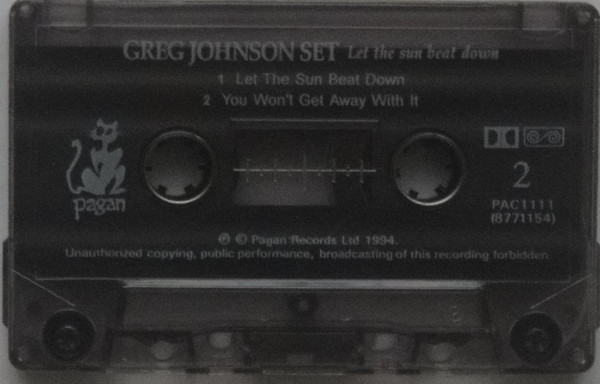 GREG JOHNSON SET Let the sun beat down
1 Let The Sun Beat Down
2 You Won't Get Away With It
pagan
2
PAC1111
(8771154)
℗ © Pagan Records Ltd 1994.
Unauthorized copying, public performance, broadcasting of this recording forbidden